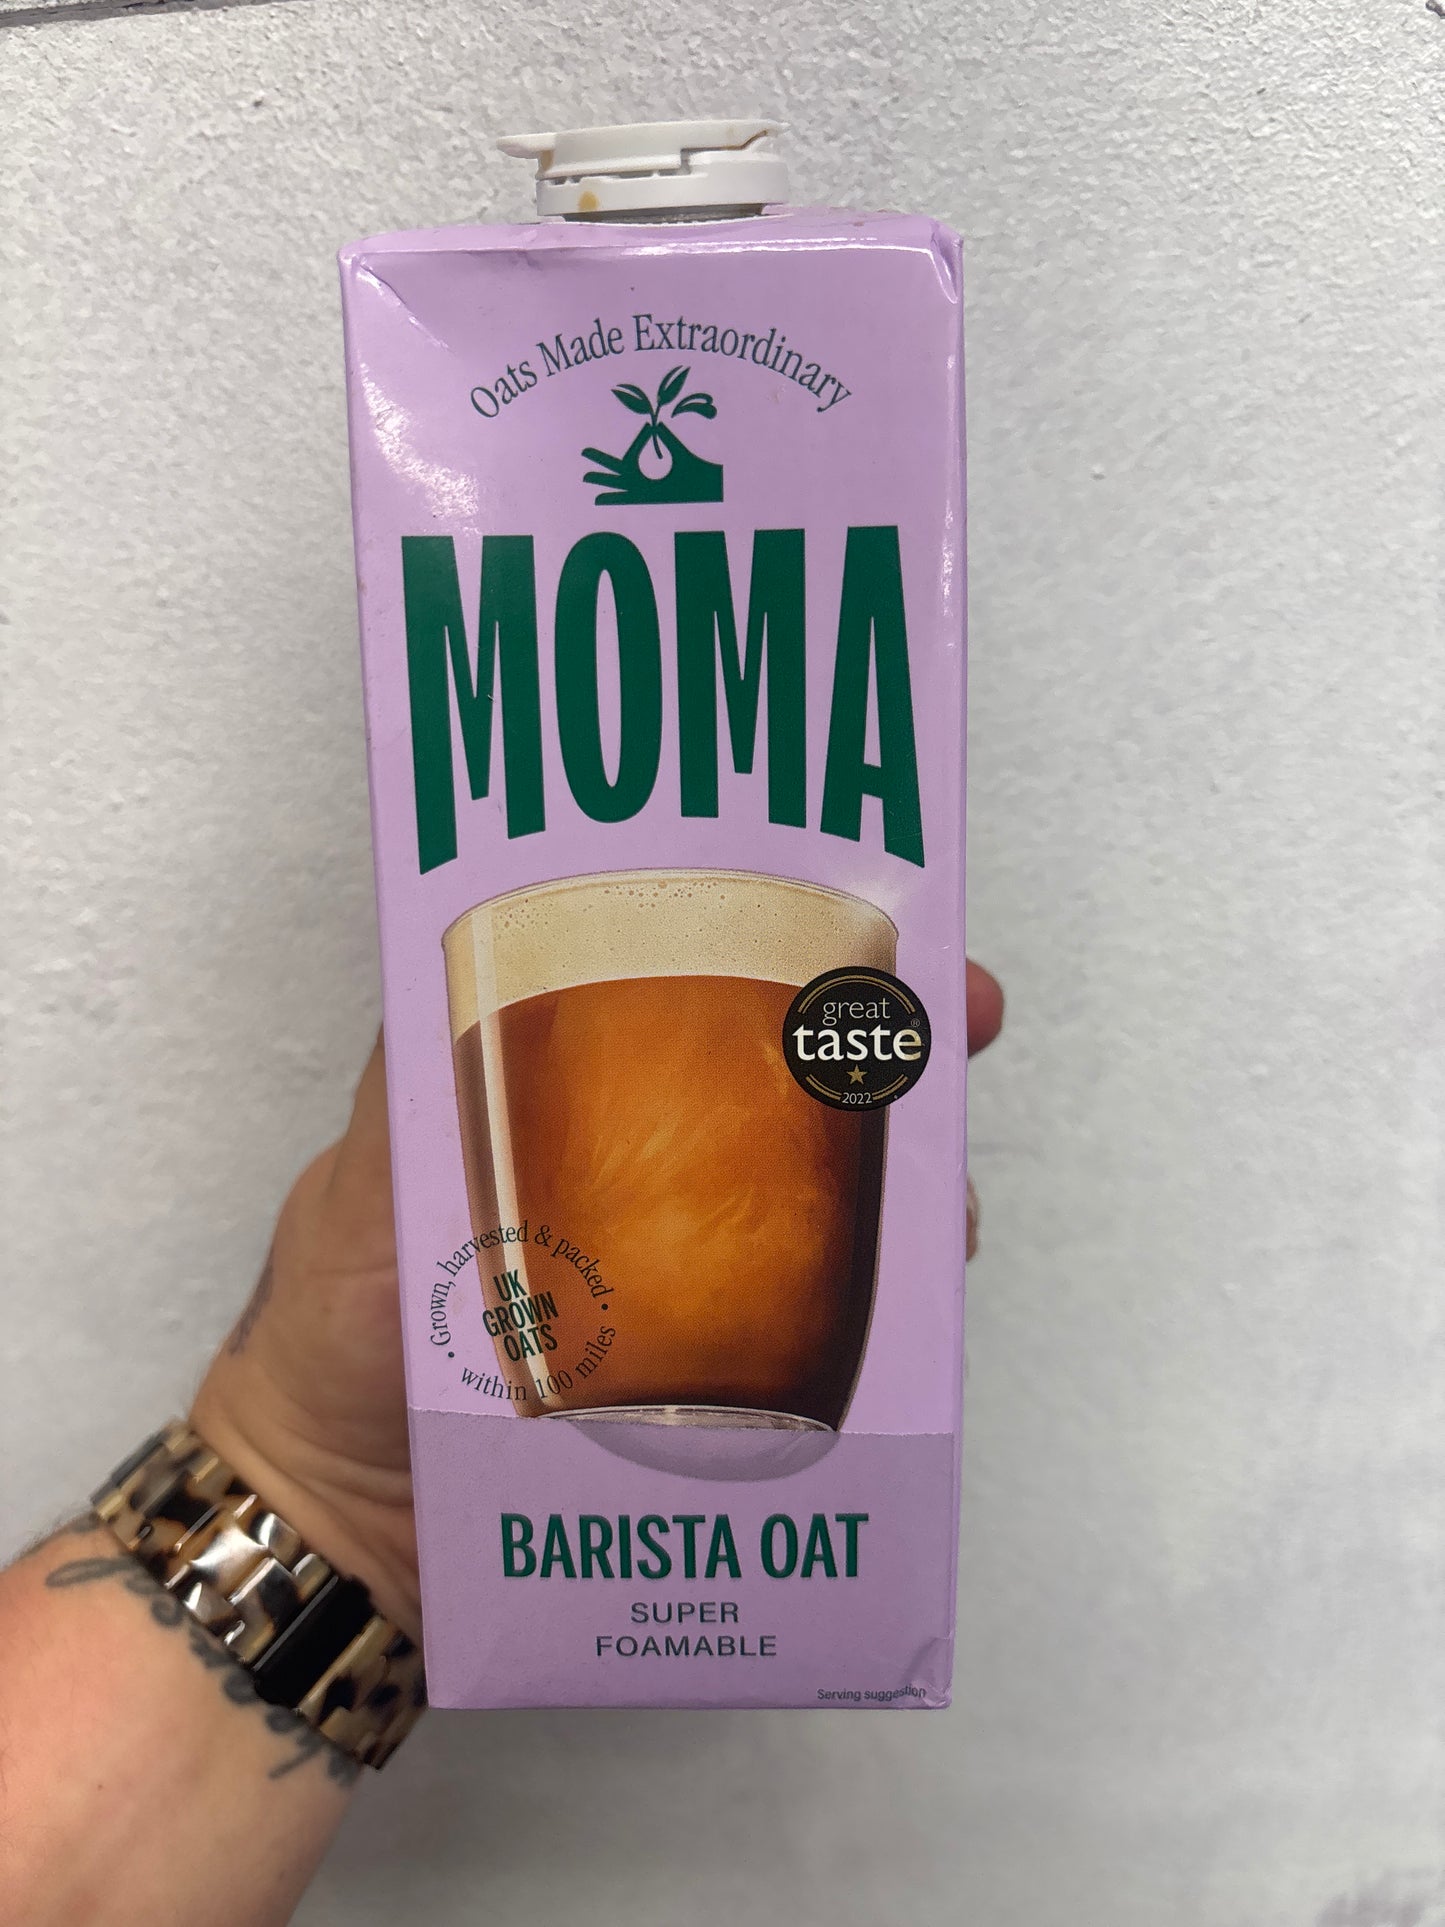 Oats Made Extraordinary
MOMA
great
taste®
2022
Grown, harvested & packed •
UK
GROWN
OATS
• within 100 miles
BARISTA OAT
SUPER
FOAMABLE
Serving suggestion